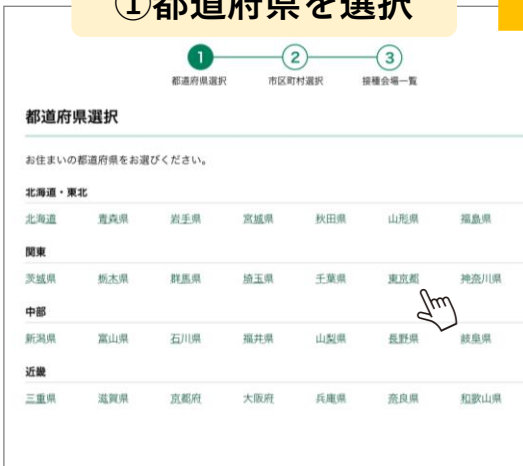 ①都道府県を選択
1 2 3
都道府県選択 市区町村選択 接種会場一覧
都道府県選択
お住まいの都道府県をお選びください。
北海道・東北
北海道 青森県 岩手県 宮城県 秋田県 山形県 福島県
関東
茨城県 栃木県 群馬県 埼玉県 千葉県 東京都 神奈川県
中部
新潟県 富山県 石川県 福井県 山梨県 長野県 岐阜県
近畿
三重県 滋賀県 京都府 大阪府 兵庫県 奈良県 和歌山県